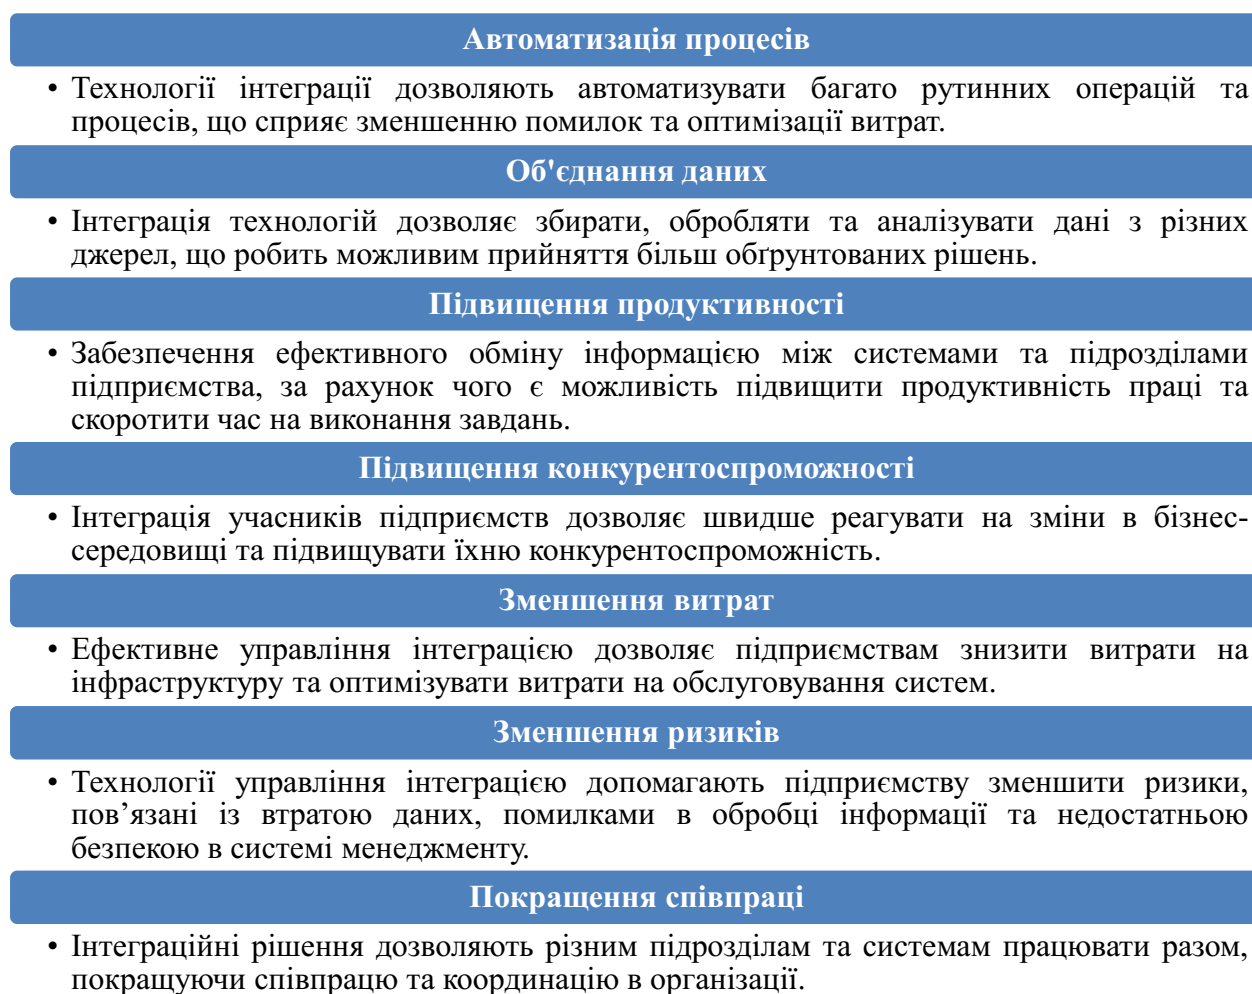 Автоматизація процесів
• Технології інтеграції дозволяють автоматизувати багато рутинних операцій та
процесів, що сприяє зменшенню помилок та оптимізації витрат.
Об'єднання даних
• Інтеграція технологій дозволяє збирати, обробляти та аналізувати дані з різних
джерел, що робить можливим прийняття більш обґрунтованих рішень.
Підвищення продуктивності
• Забезпечення ефективного обміну інформацією між системами та підрозділами
підприємства, за рахунок чого є можливість підвищити продуктивність праці та
скоротити час на виконання завдань.
Підвищення конкурентоспроможності
• Інтеграція учасників підприємств дозволяє швидше реагувати на зміни в бізнес-
середовищі та підвищувати їхню конкурентоспроможність.
Зменшення витрат
• Ефективне управління інтеграцією дозволяє підприємствам знизити витрати на
інфраструктуру та оптимізувати витрати на обслуговування систем.
Зменшення ризиків
• Технології управління інтеграцією допомагають підприємству зменшити ризики,
пов’язані із втратою даних, помилками в обробці інформації та недостатньою
безпекою в системі менеджменту.
Покращення співпраці
• Інтеграційні рішення дозволяють різним підрозділам та системам працювати разом,
покращуючи співпрацю та координацію в організації.